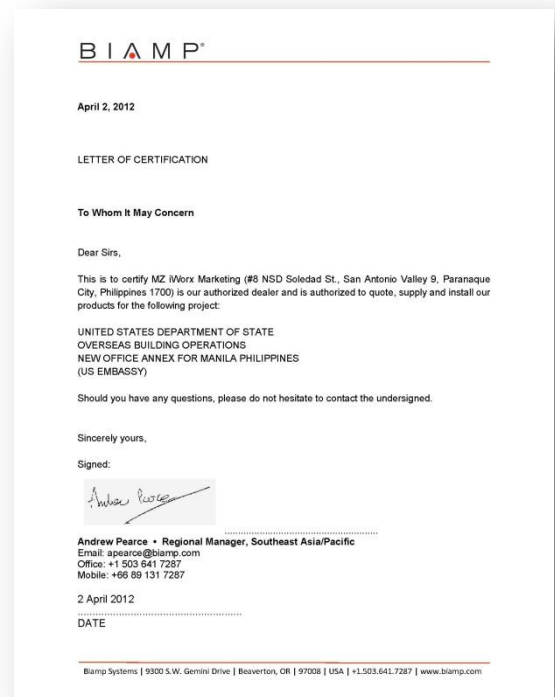 BIAMP®
April 2, 2012
LETTER OF CERTIFICATION
To Whom It May Concern
Dear Sirs,
This is to certify MZ iWorx Marketing (#8 NSD Soledad St., San Antonio Valley 9, Paranaque
City, Philippines 1700) is our authorized dealer and is authorized to quote, supply and install our
products for the following project:
UNITED STATES DEPARTMENT OF STATE
OVERSEAS BUILDING OPERATIONS
NEW OFFICE ANNEX FOR MANILA PHILIPPINES
(US EMBASSY)
Should you have any questions, please do not hesitate to contact the undersigned.
Sincerely yours,
Signed:
Andrew Pearce
Andrew Pearce • Regional Manager, Southeast Asia/Pacific
Email: apearce@biamp.com
Office: +1 503 641 7287
Mobile: +66 89 131 7287
2 April 2012
DATE
Biamp Systems | 9300 S.W. Gemini Drive | Beaverton, OR | 97008 | USA | +1.503.641.7287 | www.biamp.com